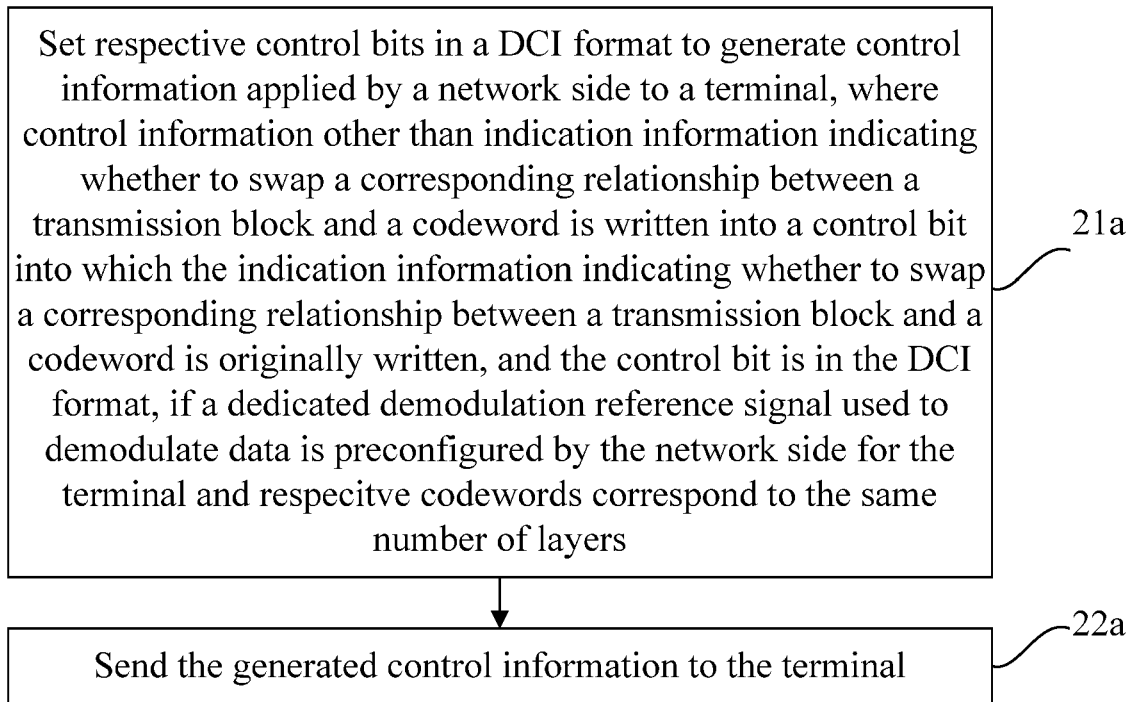 Set respective control bits in a DCI format to generate control
information applied by a network side to a terminal, where
control information other than indication information indicating
whether to swap a corresponding relationship between a
transmission block and a codeword is written into a control bit
into which the indication information indicating whether to swap
a corresponding relationship between a transmission block and a
codeword is originally written, and the control bit is in the DCI
format, if a dedicated demodulation reference signal used to
demodulate data is preconfigured by the network side for the
terminal and respecitve codewords correspond to the same
number of layers
21a
Send the generated control information to the terminal
22a